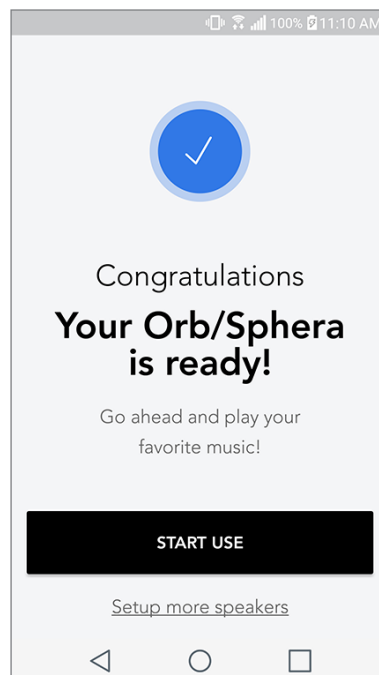 100% 11:10 AM
Congratulations
Your Orb/Sphera
is ready!
Go ahead and play your
favorite music!
START USE
Setup more speakers